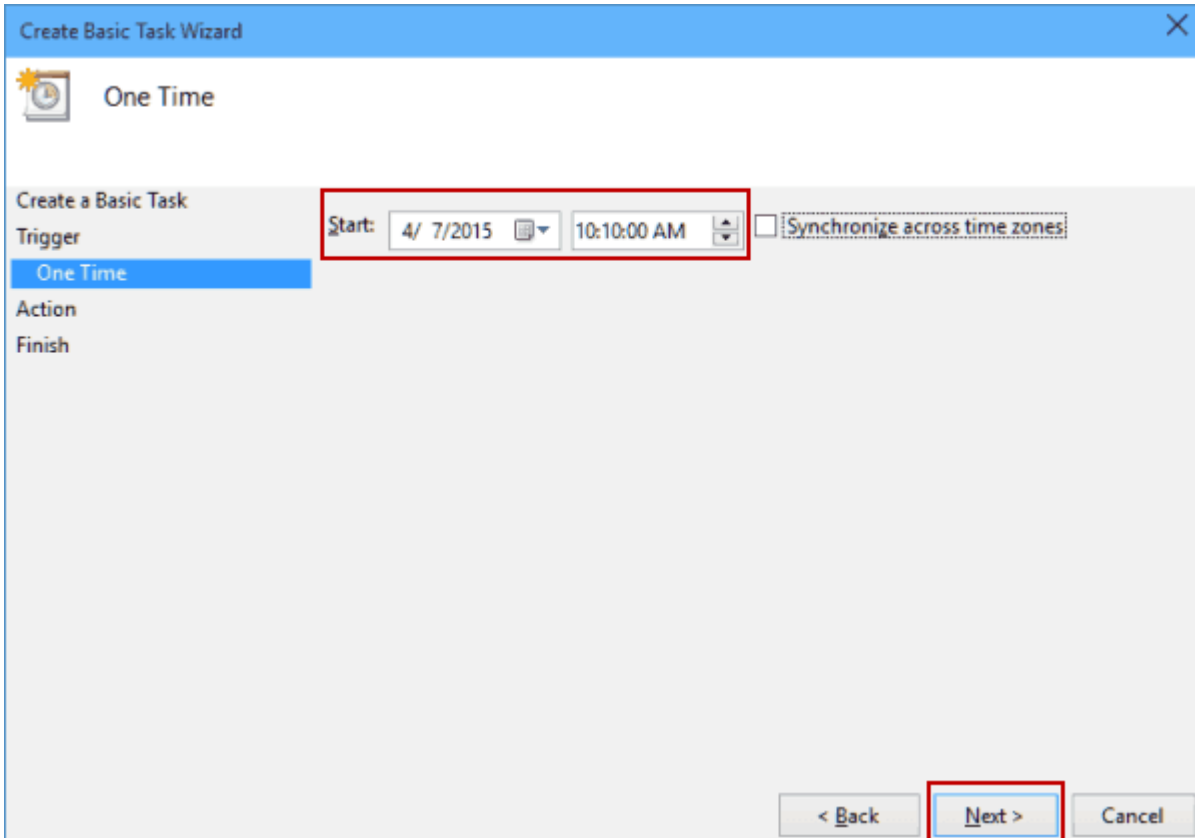 Create Basic Task Wizard
One Time
Create a Basic Task
Trigger
One Time
Action
Finish
Start: 4/ 7/2015 10:10:00 AM Synchronize across time zones
< Back Next > Cancel